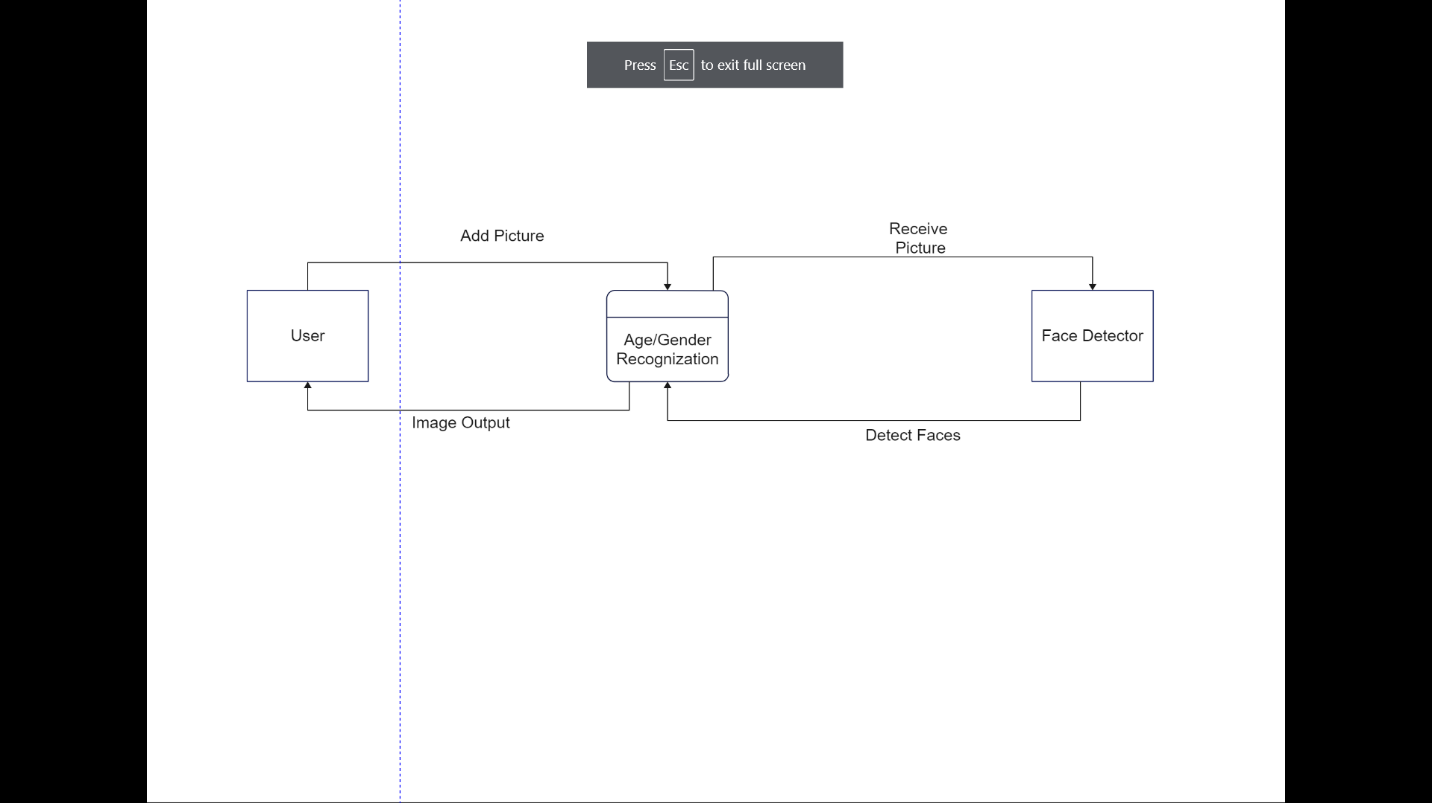 Press Esc to exit full screen
Add Picture
Receive
Picture
User
Age/Gender
Recognization
Face Detector
Image Output
Detect Faces